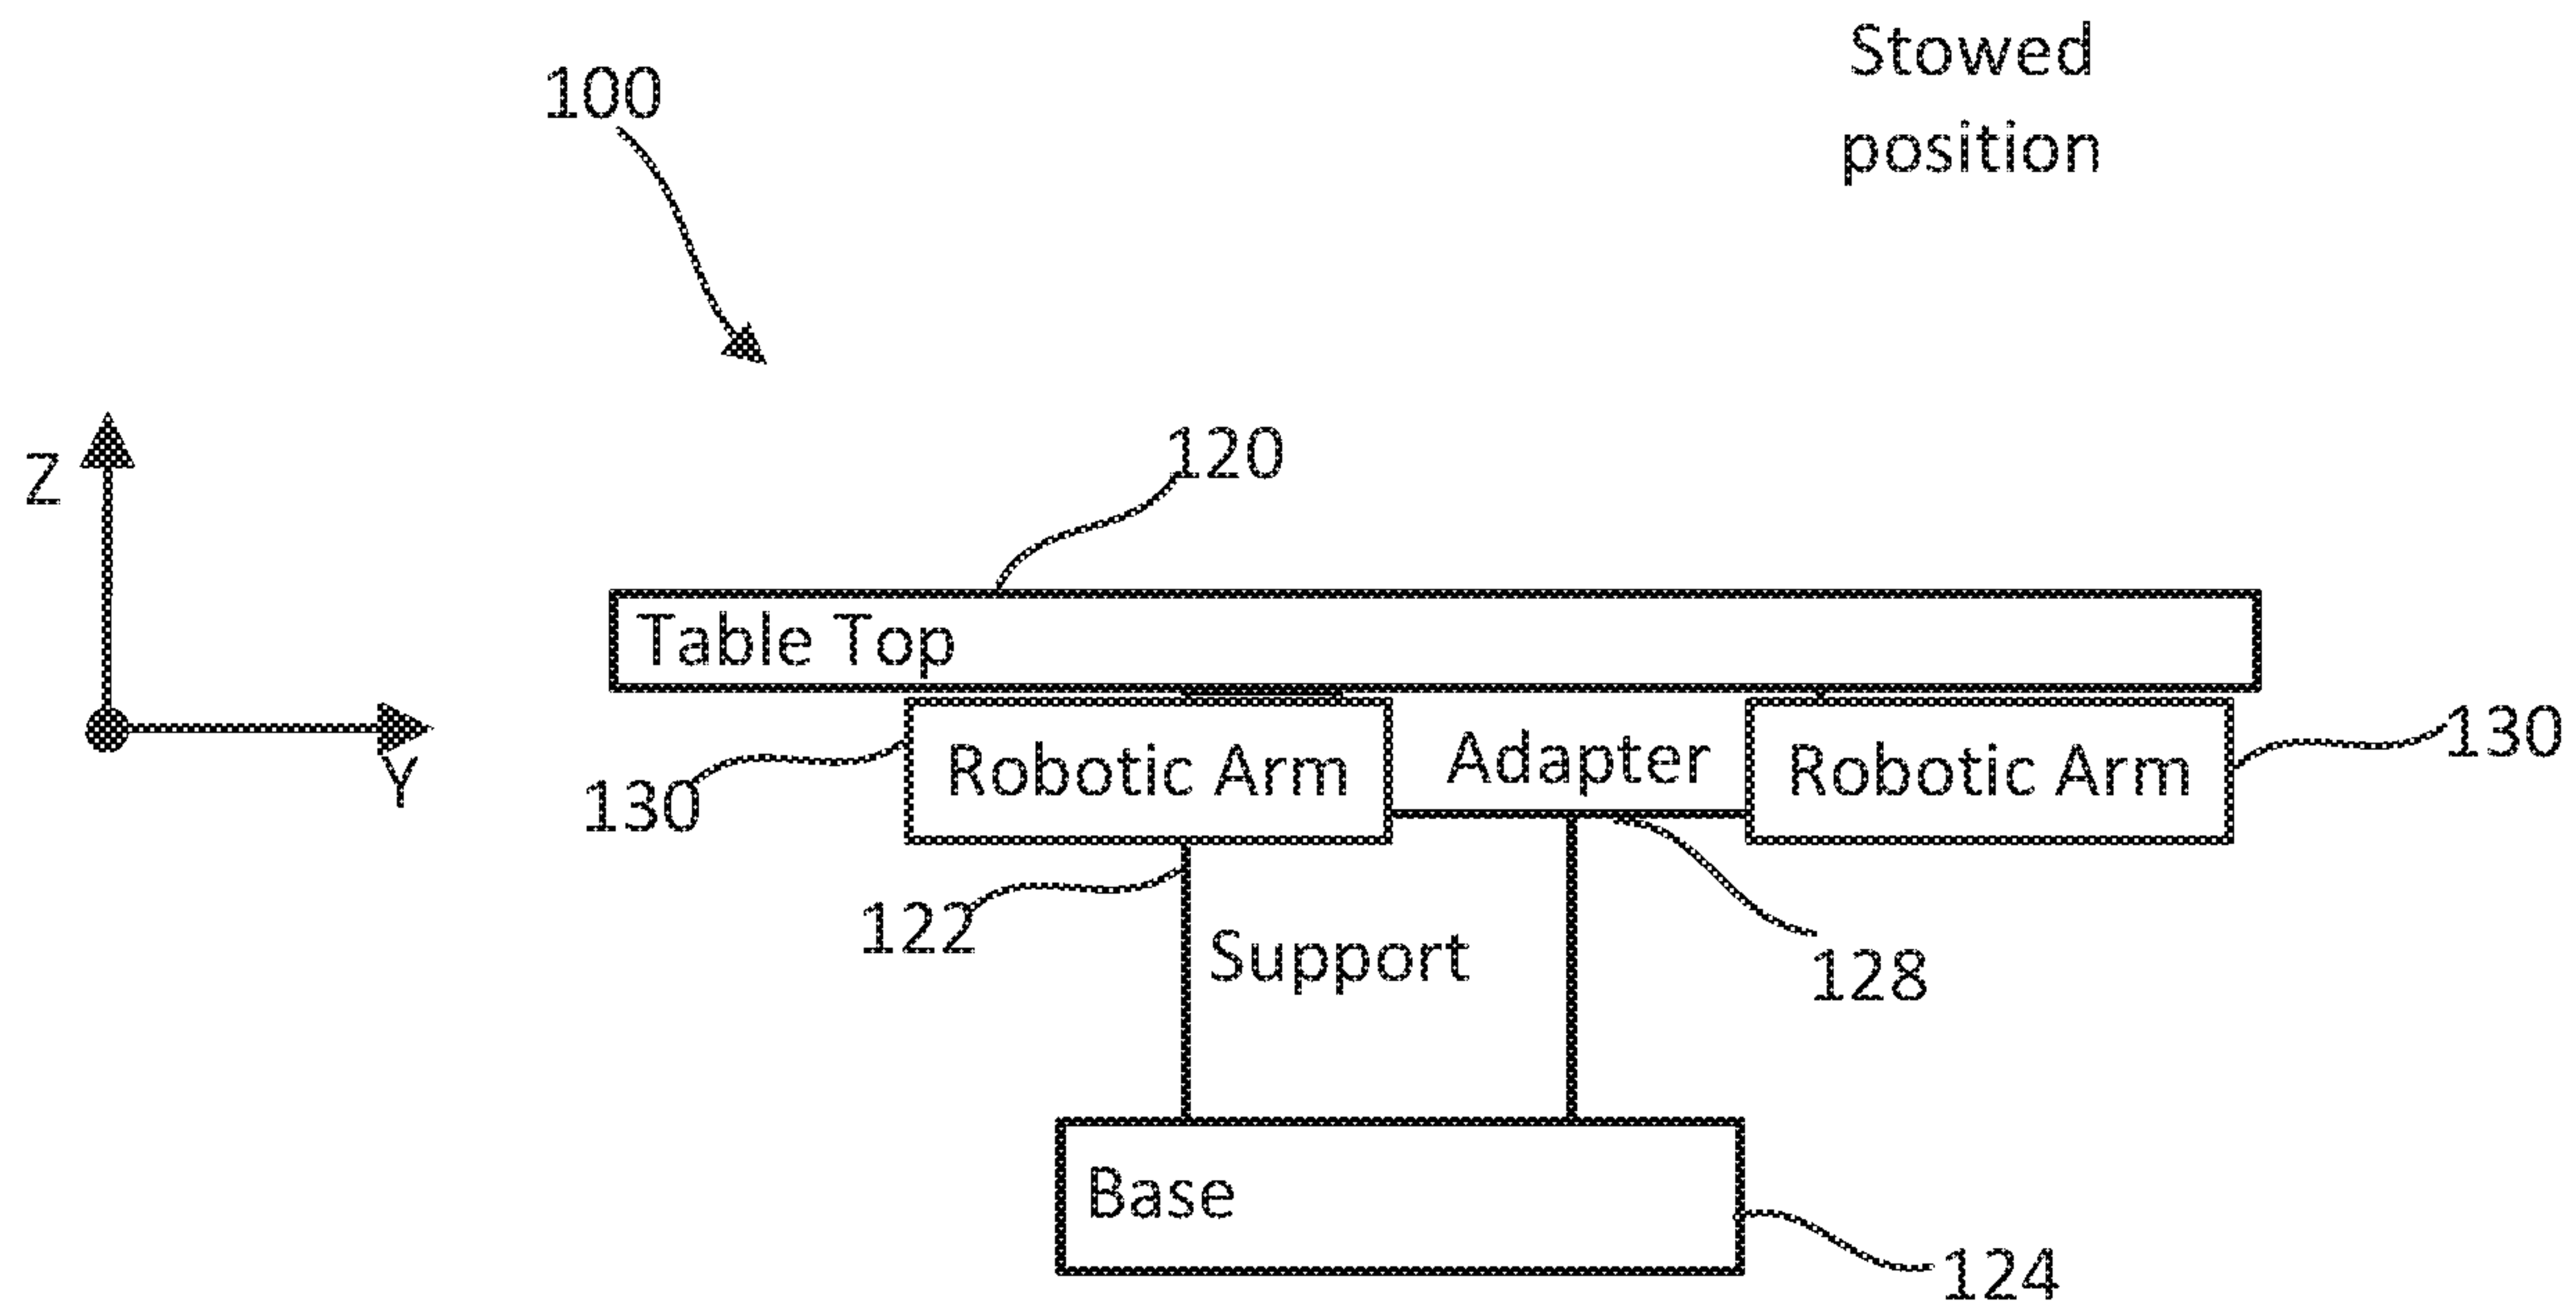 Stowed
position
100
Z
Y
120
Table Top
130
Robotic Arm
Adapter
Robotic Arm
130
122
Support
128
Base
124